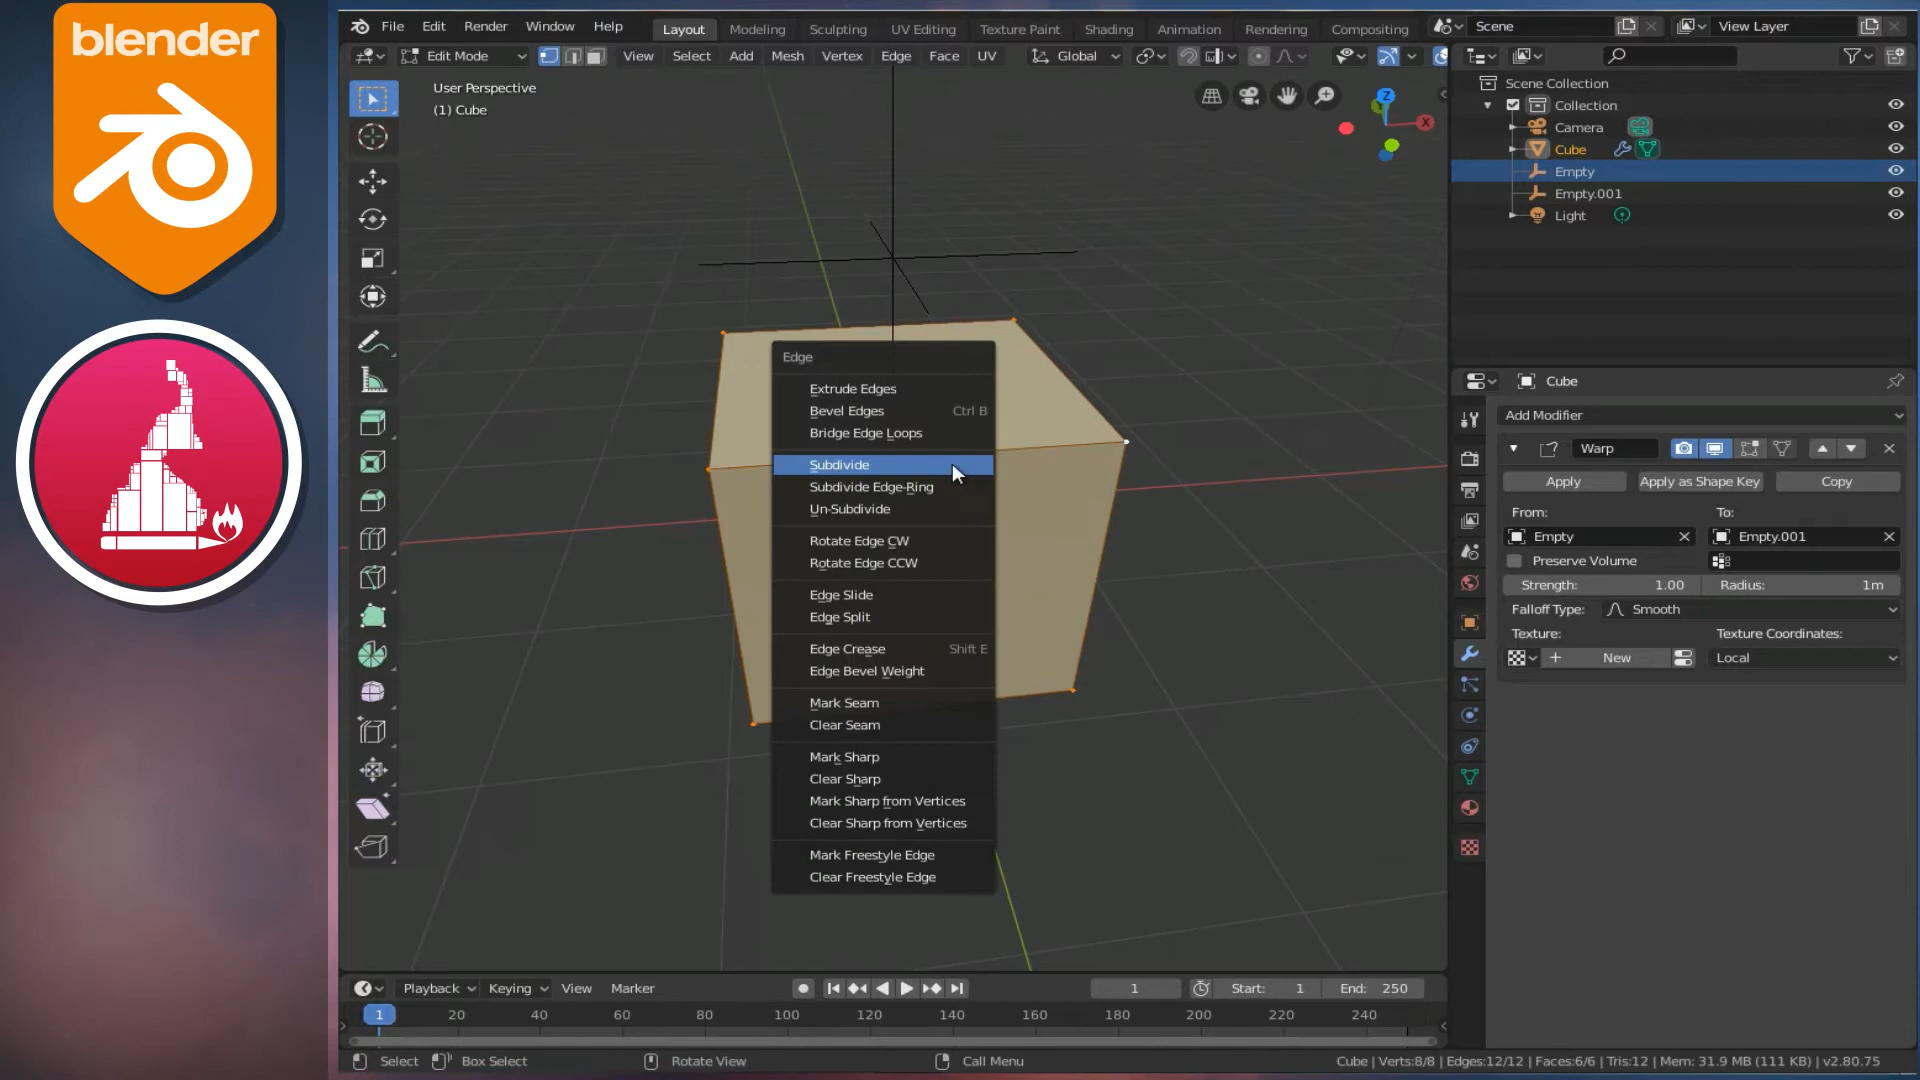 blender
File Edit Render Window Help
Layout Modeling Sculpting UV Editing Texture Paint Shading Animation Rendering Compositing
Scene
View Layer
Edit Mode
View Select Add Mesh Vertex Edge Face UV
Global
User Perspective
(1) Cube
Z
X
Edge
Extrude Edges
Bevel Edges Ctrl B
Bridge Edge Loops
Subdivide
Subdivide Edge-Ring
Un-Subdivide
Rotate Edge CW
Rotate Edge CCW
Edge Slide
Edge Split
Edge Crease Shift E
Edge Bevel Weight
Mark Seam
Clear Seam
Mark Sharp
Clear Sharp
Mark Sharp from Vertices
Clear Sharp from Vertices
Mark Freestyle Edge
Clear Freestyle Edge
Scene Collection
Collection
Camera
Cube
Empty
Empty.001
Light
Cube
Add Modifier
Warp
Apply Apply as Shape Key Copy
From: To:
Empty Empty.001
Preserve Volume
Strength: 1.00 Radius: 1m
Falloff Type: Smooth
Texture: Texture Coordinates:
New Local
Playback Keying View Marker
1 Start: 1 End: 250
1 20 40 60 80 100 120 140 160 180 200 220 240
Select Box Select Rotate View Call Menu
Cube | Verts:8/8 | Edges:12/12 | Faces:6/6 | Tris:12 | Mem: 31.9 MB (111 KB) | v2.80.75